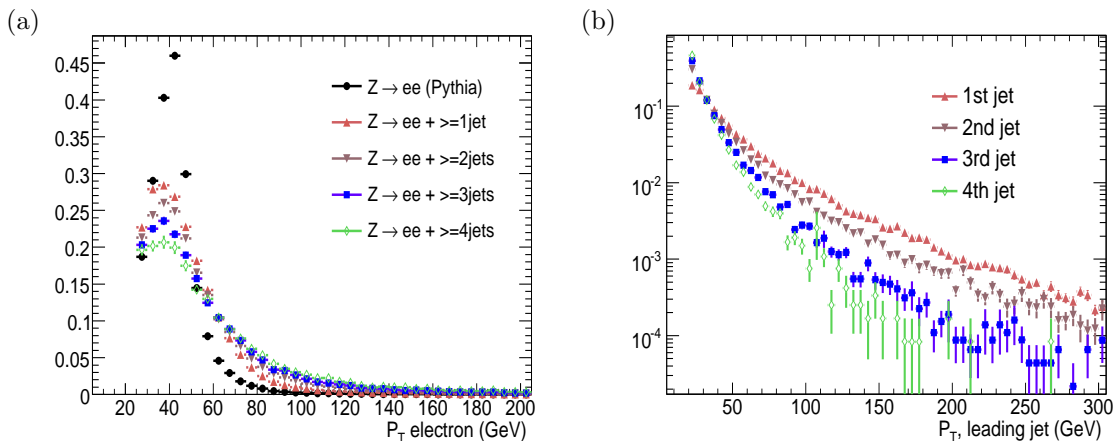 (a)
0.45
0.4
0.35
0.3
0.25
0.2
0.15
0.1
0.05
0
Z → ee (Pythia)
Z → ee + >=1jet
Z → ee + >=2jets
Z → ee + >=3jets
Z → ee + >=4jets
20 40 60 80 100 120 140 160 180 200
P_T electron (GeV)
(b)
10^-1
10^-2
10^-3
10^-4
1st jet
2nd jet
3rd jet
4th jet
50 100 150 200 250 300
P_T, leading jet (GeV)